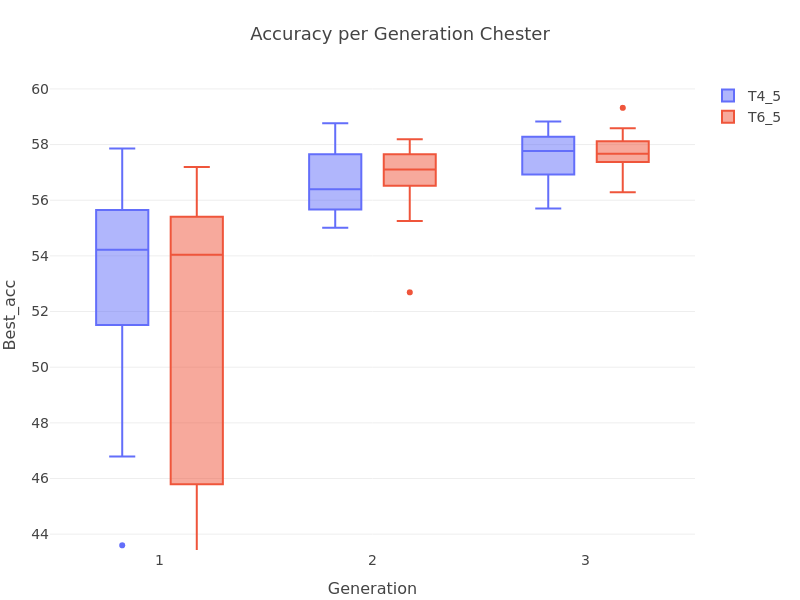 Accuracy per Generation Chester
T4_5
T6_5
60
58
56
54
52
50
48
46
44
Best_acc
1
2
3
Generation